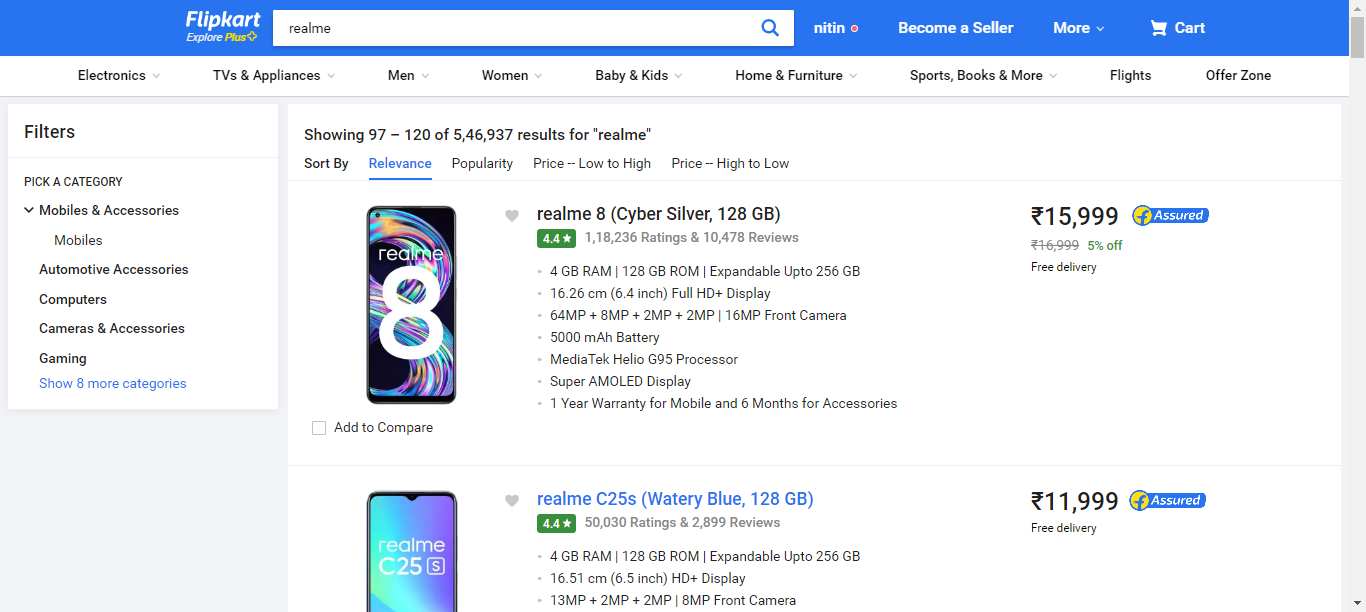 Flipkart
Explore Plus
realme
nitin
Become a Seller
More
Cart
Electronics
TVs & Appliances
Men
Women
Baby & Kids
Home & Furniture
Sports, Books & More
Flights
Offer Zone
Filters
PICK A CATEGORY
Mobiles & Accessories
Mobiles
Automotive Accessories
Computers
Cameras & Accessories
Gaming
Show 8 more categories
Showing 97 – 120 of 5,46,937 results for "realme"
Sort By Relevance Popularity Price -- Low to High Price -- High to Low
realme
8
Add to Compare
realme 8 (Cyber Silver, 128 GB)
4.4 ★ 1,18,236 Ratings & 10,478 Reviews
4 GB RAM | 128 GB ROM | Expandable Upto 256 GB
16.26 cm (6.4 inch) Full HD+ Display
64MP + 8MP + 2MP + 2MP | 16MP Front Camera
5000 mAh Battery
MediaTek Helio G95 Processor
Super AMOLED Display
1 Year Warranty for Mobile and 6 Months for Accessories
₹15,999 Assured
₹16,999 5% off
Free delivery
realme
C25 S
realme C25s (Watery Blue, 128 GB)
4.4 ★ 50,030 Ratings & 2,899 Reviews
4 GB RAM | 128 GB ROM | Expandable Upto 256 GB
16.51 cm (6.5 inch) HD+ Display
13MP + 2MP + 2MP | 8MP Front Camera
₹11,999 Assured
Free delivery